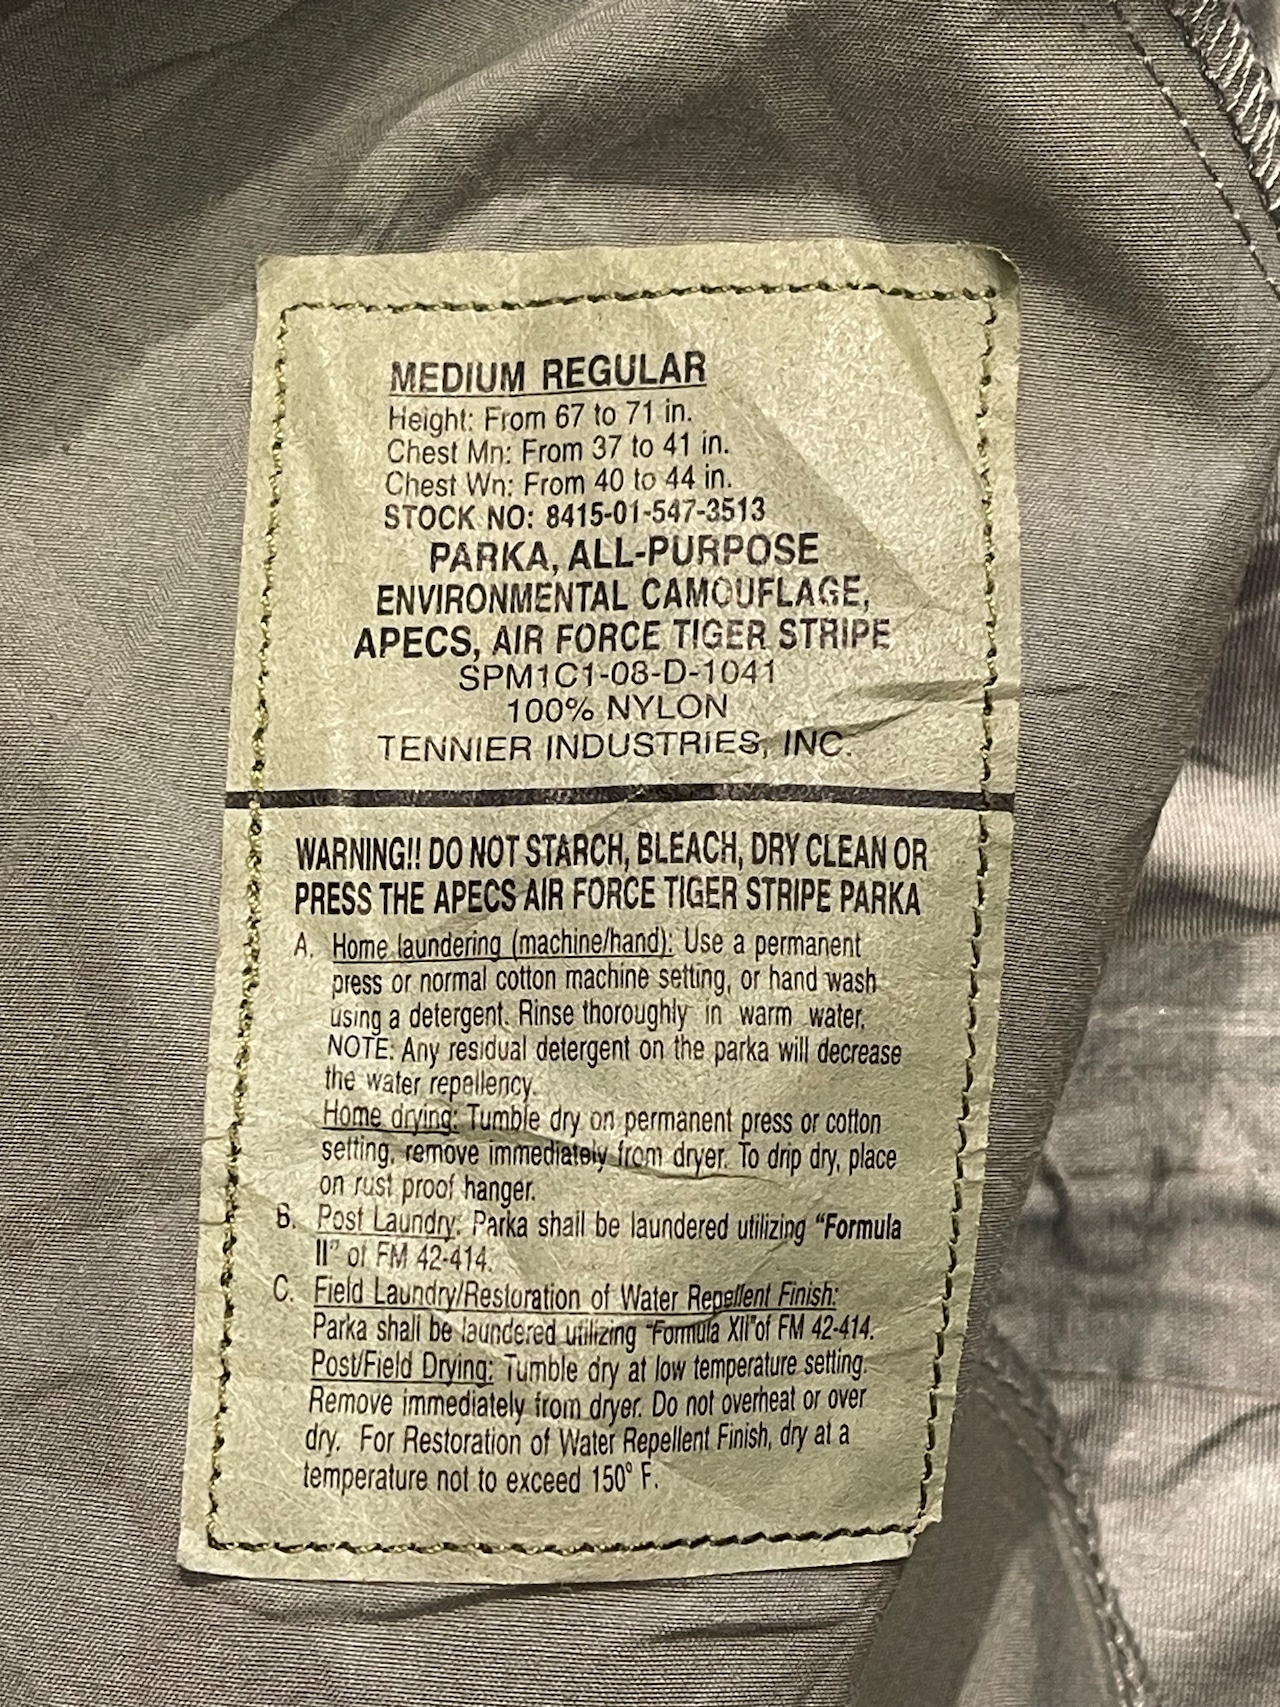 MEDIUM REGULAR
Height: From 67 to 71 in.
Chest Mn: From 37 to 41 in.
Chest Wn: From 40 to 44 in.
STOCK NO: 8415-01-547-3513
PARKA, ALL-PURPOSE
ENVIRONMENTAL CAMOUFLAGE,
APECS, AIR FORCE TIGER STRIPE
SPM1C1-08-D-1041
100% NYLON
TENNIER INDUSTRIES, INC.
WARNING!! DO NOT STARCH, BLEACH, DRY CLEAN OR
PRESS THE APECS AIR FORCE TIGER STRIPE PARKA
A. Home laundering (machine/hand): Use a permanent
press or normal cotton machine setting, or hand wash
using a detergent. Rinse thoroughly in warm water.
NOTE: Any residual detergent on the parka will decrease
the water repellency.
Home drying: Tumble dry on permanent press or cotton
setting, remove immediately from dryer. To drip dry, place
on rust proof hanger.
B. Post Laundry: Parka shall be laundered utilizing “Formula
II” of FM 42-414.
C. Field Laundry/Restoration of Water Repellent Finish:
Parka shall be laundered utilizing “Formula XII”of FM 42-414.
Post/Field Drying: Tumble dry at low temperature setting.
Remove immediately from dryer. Do not overheat or over
dry. For Restoration of Water Repellent Finish, dry at a
temperature not to exceed 150° F.